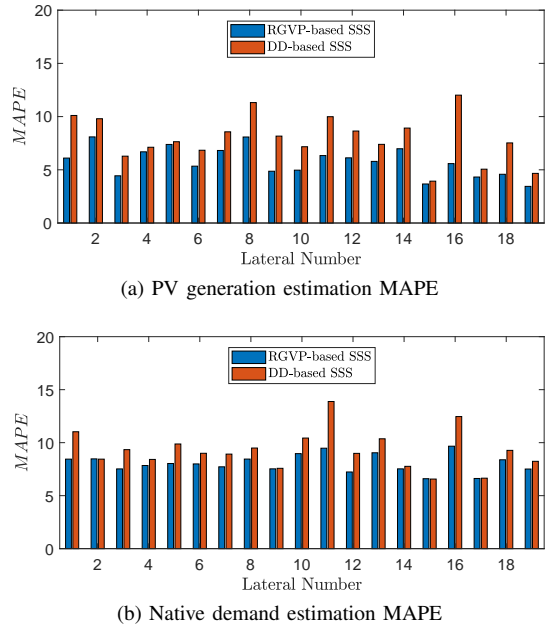 20
15
10
5
0
MAPE
RGVP-based SSS
DD-based SSS
2 4 6 8 10 12 14 16 18
Lateral Number
(a) PV generation estimation MAPE
20
15
10
5
0
MAPE
RGVP-based SSS
DD-based SSS
2 4 6 8 10 12 14 16 18
Lateral Number
(b) Native demand estimation MAPE